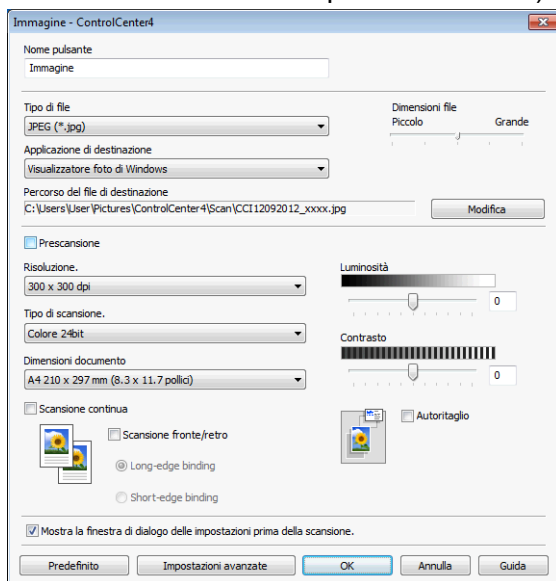 Immagine - ControlCenter4
Nome pulsante
Immagine
Tipo di file
JPEG (*.jpg)
Dimensioni file
Piccolo Grande
Applicazione di destinazione
Visualizzatore foto di Windows
Percorso del file di destinazione
C:\Users\User\Pictures\ControlCenter4\Scan\CCI12092012_xxxx.jpg
Modifica
Prescansione
Risoluzione.
300 x 300 dpi
Tipo di scansione.
Colore 24bit
Dimensioni documento
A4 210 x 297 mm (8.3 x 11.7 pollici)
Luminosità
0
Contrasto
0
Scansione continua
Scansione fronte/retro
Long-edge binding
Short-edge binding
Autoritaglio
Mostra la finestra di dialogo delle impostazioni prima della scansione.
Predefinito Impostazioni avanzate OK Annulla Guida